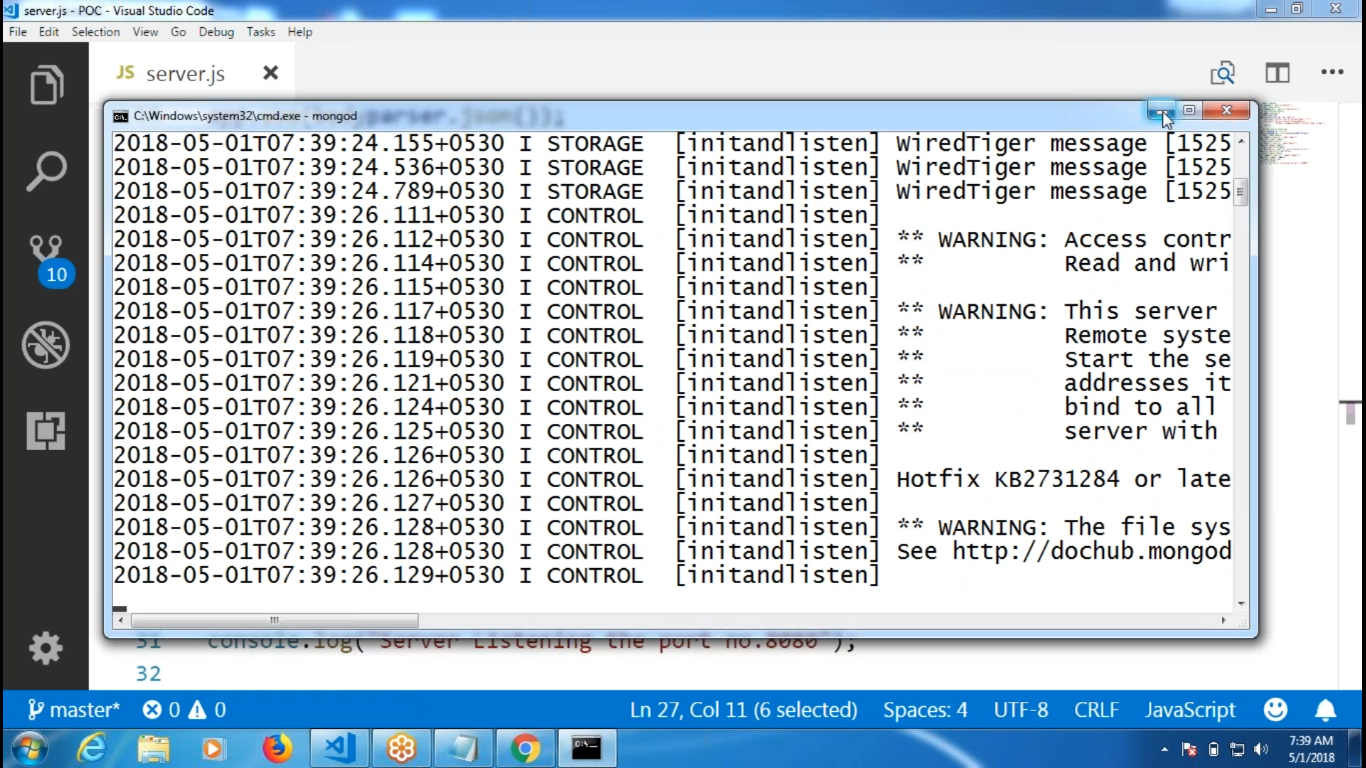 server.js - POC - Visual Studio Code
File Edit Selection View Go Debug Tasks Help
JS server.js
parser.json());
C:\Windows\system32\cmd.exe - mongod
2018-05-01T07:39:24.155+0530 I STORAGE [initandlisten] WiredTiger message [1525
2018-05-01T07:39:24.536+0530 I STORAGE [initandlisten] WiredTiger message [1525
2018-05-01T07:39:24.789+0530 I STORAGE [initandlisten] WiredTiger message [1525
2018-05-01T07:39:26.111+0530 I CONTROL [initandlisten]
2018-05-01T07:39:26.112+0530 I CONTROL [initandlisten] ** WARNING: Access contr
2018-05-01T07:39:26.114+0530 I CONTROL [initandlisten] ** Read and wri
2018-05-01T07:39:26.115+0530 I CONTROL [initandlisten]
2018-05-01T07:39:26.117+0530 I CONTROL [initandlisten] ** WARNING: This server
2018-05-01T07:39:26.118+0530 I CONTROL [initandlisten] ** Remote syste
2018-05-01T07:39:26.119+0530 I CONTROL [initandlisten] ** Start the se
2018-05-01T07:39:26.121+0530 I CONTROL [initandlisten] ** addresses it
2018-05-01T07:39:26.124+0530 I CONTROL [initandlisten] ** bind to all
2018-05-01T07:39:26.125+0530 I CONTROL [initandlisten] ** server with
2018-05-01T07:39:26.126+0530 I CONTROL [initandlisten]
2018-05-01T07:39:26.126+0530 I CONTROL [initandlisten] Hotfix KB2731284 or late
2018-05-01T07:39:26.127+0530 I CONTROL [initandlisten]
2018-05-01T07:39:26.128+0530 I CONTROL [initandlisten] ** WARNING: The file sys
2018-05-01T07:39:26.128+0530 I CONTROL [initandlisten] See http://dochub.mongod
2018-05-01T07:39:26.129+0530 I CONTROL [initandlisten]
10
31 console.log("Server Listening the port no.8080");
32
master* 0 0 Ln 27, Col 11 (6 selected) Spaces: 4 UTF-8 CRLF JavaScript
7:39 AM
5/1/2018